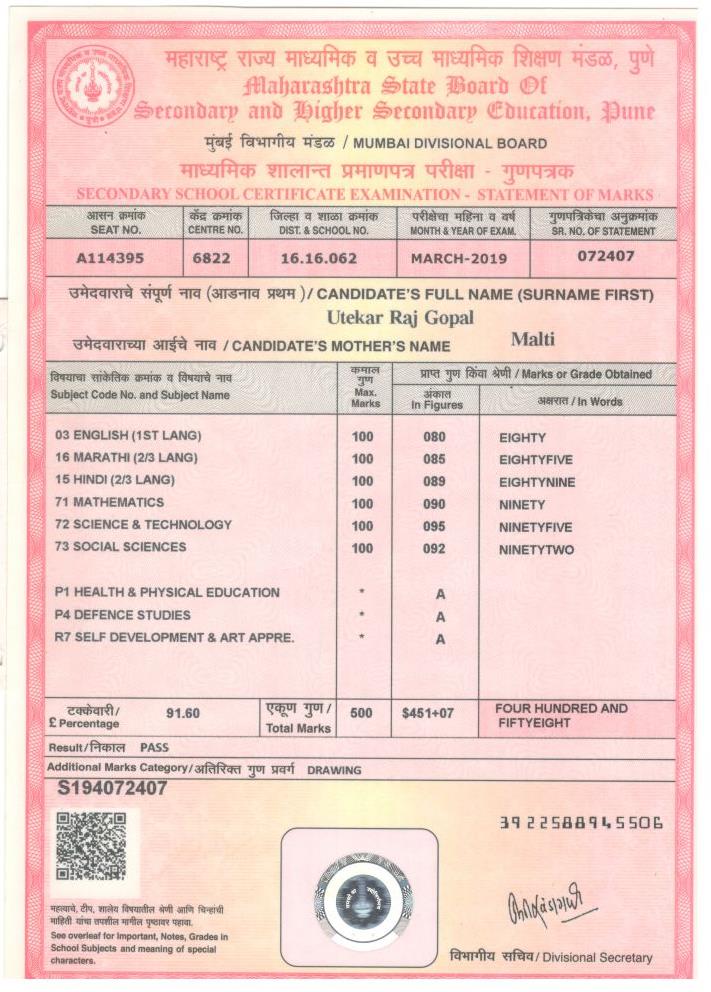 महाराष्ट्र राज्य माध्यमिक व उच्च माध्यमिक शिक्षण मंडळ, पुणे
Maharashtra State Board Of
Secondary and Higher Secondary Education, Pune
मुंबई विभागीय मंडळ / MUMBAI DIVISIONAL BOARD
माध्यमिक शालान्त प्रमाणपत्र परीक्षा - गुणपत्रक
SECONDARY SCHOOL CERTIFICATE EXAMINATION - STATEMENT OF MARKS
आसन क्रमांक केंद्र क्रमांक जिल्हा व शाळा क्रमांक परीक्षेचा महिना व वर्ष गुणपत्रिकेचा अनुक्रमांक
SEAT NO. CENTRE NO. DIST. & SCHOOL NO. MONTH & YEAR OF EXAM. SR. NO. OF STATEMENT
A114395 6822 16.16.062 MARCH-2019 072407
उमेदवाराचे संपूर्ण नाव (आडनाव प्रथम) / CANDIDATE'S FULL NAME (SURNAME FIRST)
Utekar Raj Gopal
उमेदवाराच्या आईचे नाव / CANDIDATE'S MOTHER'S NAME Malti
विषयाचा सांकेतिक क्रमांक व विषयाचे नाव
Subject Code No. and Subject Name
कमाल
गुण
Max.
Marks
प्राप्त गुण किंवा श्रेणी / Marks or Grade Obtained
अंकात
In Figures
अक्षरात / In Words
03 ENGLISH (1ST LANG) 100 080 EIGHTY
16 MARATHI (2/3 LANG) 100 085 EIGHTYFIVE
15 HINDI (2/3 LANG) 100 089 EIGHTYNINE
71 MATHEMATICS 100 090 NINETY
72 SCIENCE & TECHNOLOGY 100 095 NINETYFIVE
73 SOCIAL SCIENCES 100 092 NINETYTWO
P1 HEALTH & PHYSICAL EDUCATION * A
P4 DEFENCE STUDIES * A
R7 SELF DEVELOPMENT & ART APPRE. * A
टक्केवारी/
£ Percentage
91.60
एकूण गुण/
Total Marks
500 $451+07
FOUR HUNDRED AND
FIFTYEIGHT
Result/निकाल PASS
Additional Marks Category/अतिरिक्त गुण प्रवर्ग DRAWING
S194072407
3922588945506
महत्वाचे, टीप, शालेय विषयातील श्रेणी आणि चिन्हांची
माहिती यांचा तपशील मागील पृष्ठावर पहावा.
See overleaf for Important, Notes, Grades in
School Subjects and meaning of special
characters.
विभागीय सचिव/ Divisional Secretary